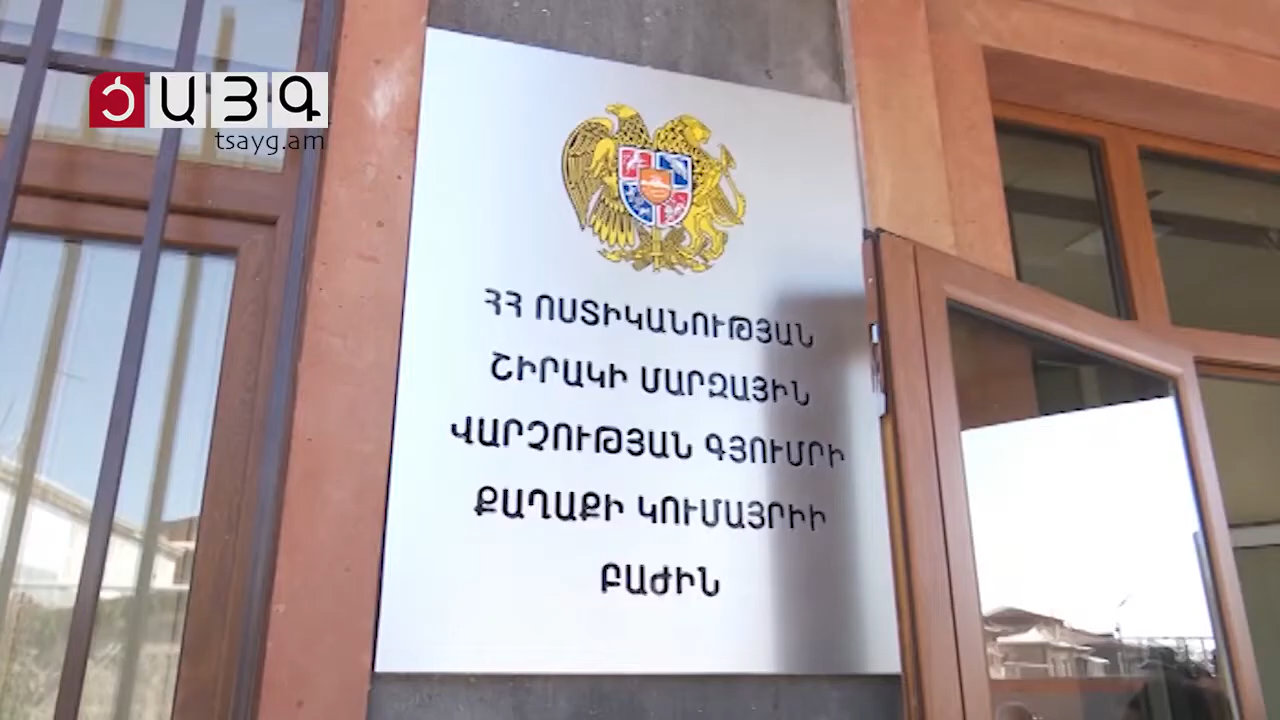 ԾԱՅԳ
tsayg.am
ՀՀ ՈՍՏԻԿԱՆՈՒԹՅԱՆ
ՇԻՐԱԿԻ ՄԱՐԶԱՅԻՆ
ՎԱՐՉՈՒԹՅԱՆ ԳՅՈՒՄՐԻ
ՔԱՂԱՔԻ ԿՈՒՄԱՅՐԻԻ
ԲԱԺԻՆ